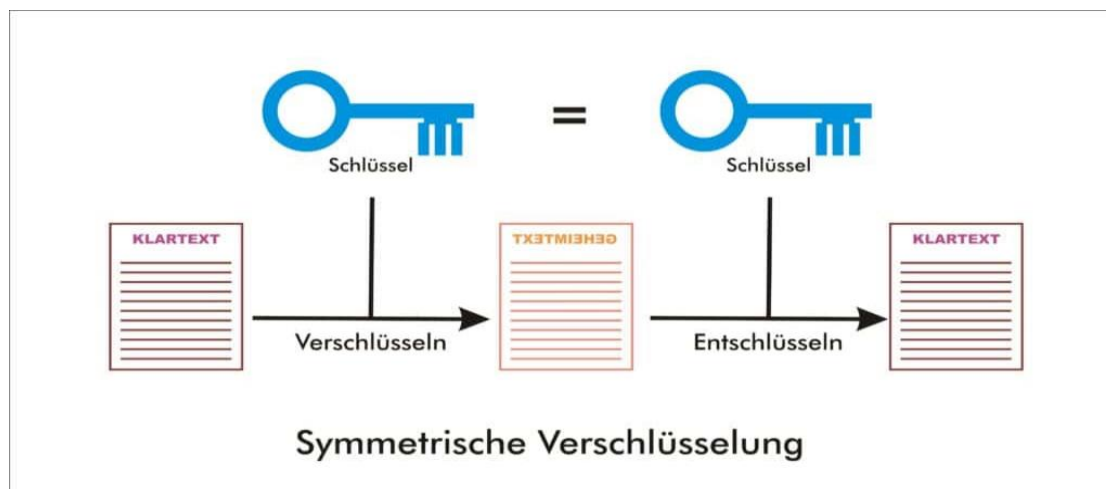 =
Schlüssel
Schlüssel
KLARTEXT
GEHEIMTEXT
KLARTEXT
Verschlüsseln
Entschlüsseln
Symmetrische Verschlüsselung